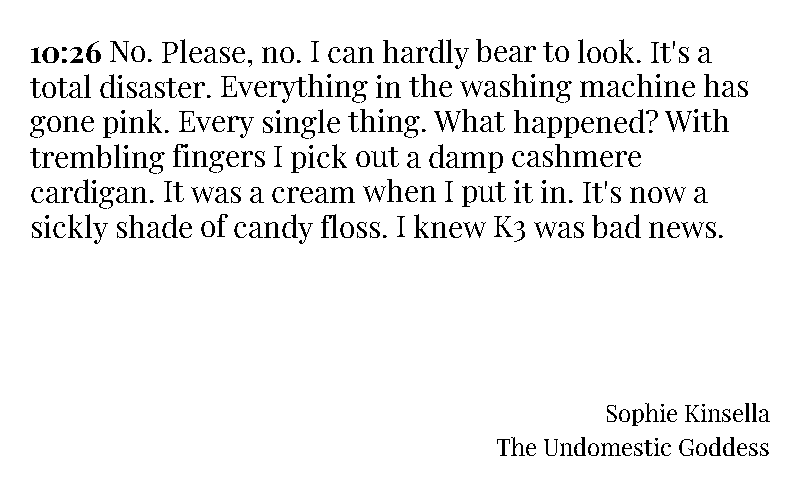 10:26 No. Please, no. I can hardly bear to look. It's a
total disaster. Everything in the washing machine has
gone pink. Every single thing. What happened? With
trembling fingers I pick out a damp cashmere
cardigan. It was a cream when I put it in. It's now a
sickly shade of candy floss. I knew K3 was bad news.
Sophie Kinsella
The Undomestic Goddess